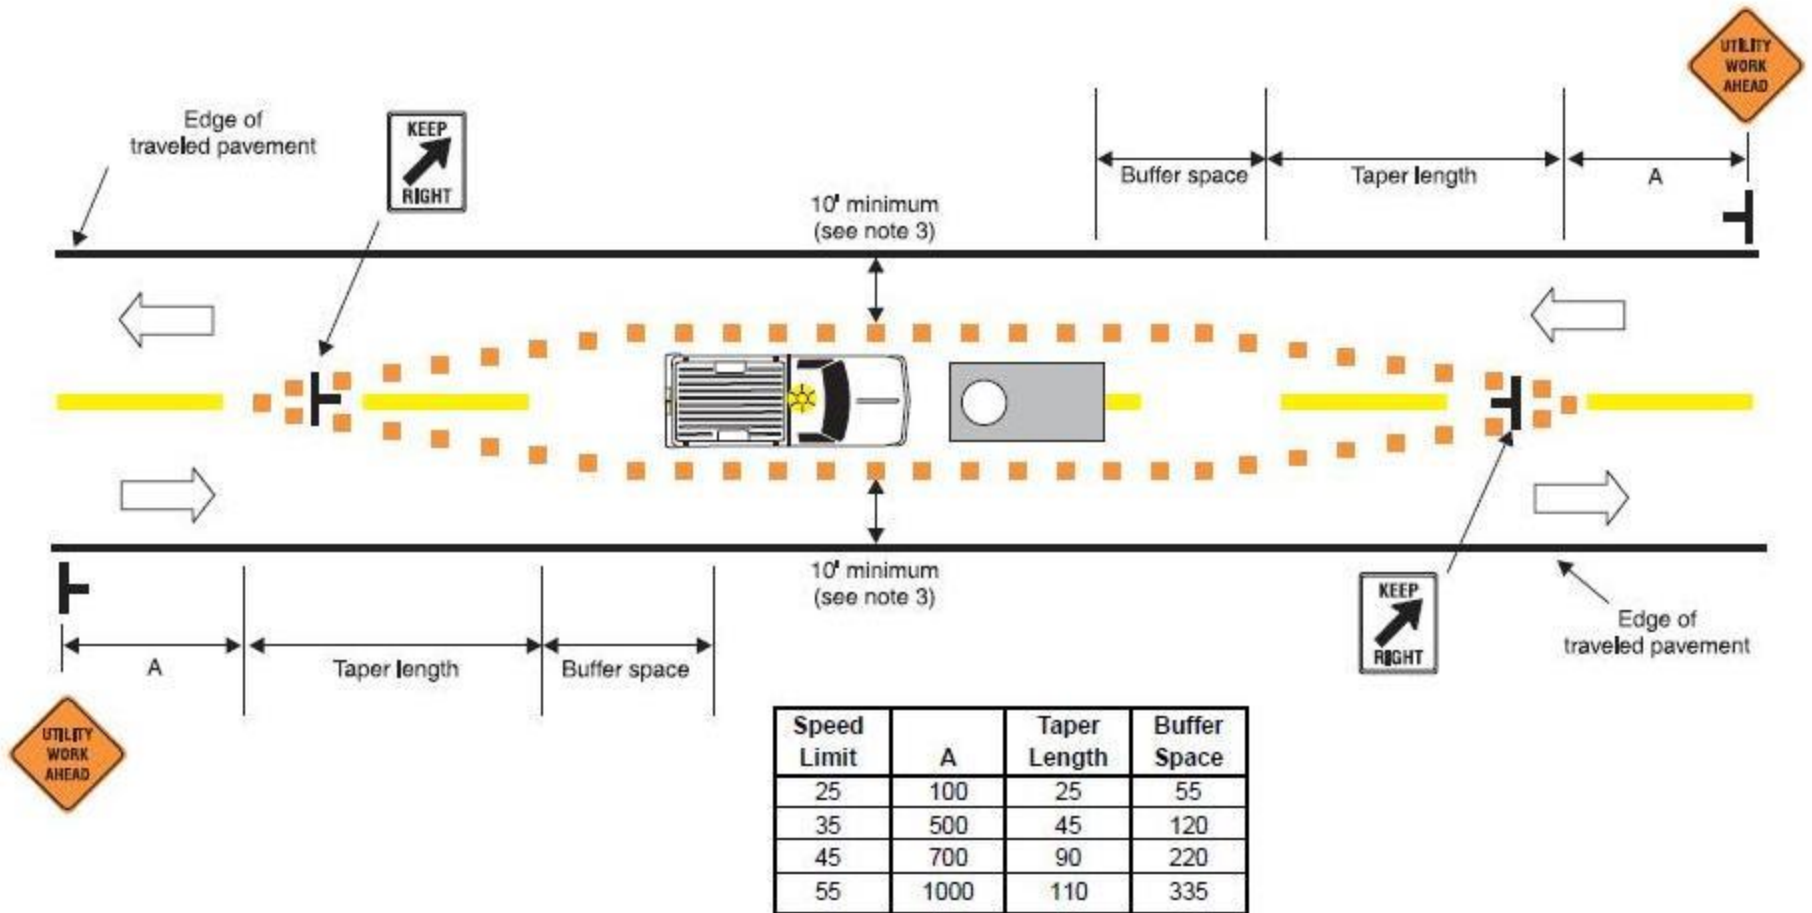 UTILITY
WORK
AHEAD
Edge of
traveled pavement
KEEP
RIGHT
Buffer space
Taper length
A
10' minimum
(see note 3)
10' minimum
(see note 3)
A
Taper length
Buffer space
KEEP
RIGHT
Edge of
traveled pavement
UTILITY
WORK
AHEAD
Speed Limit A Taper Length Buffer Space
25 100 25 55
35 500 45 120
45 700 90 220
55 1000 110 335